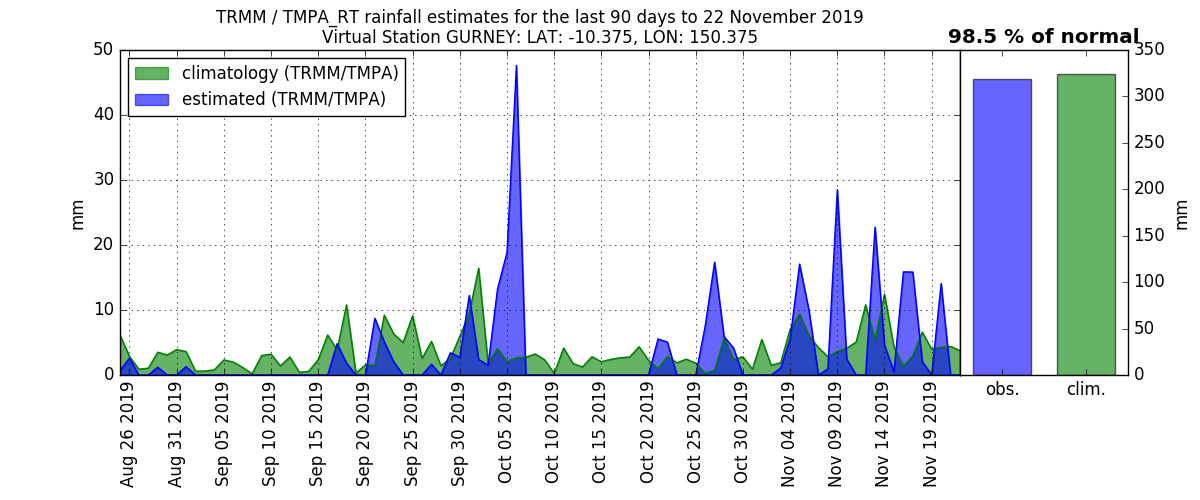 TRMM / TMPA_RT rainfall estimates for the last 90 days to 22 November 2019
Virtual Station GURNEY: LAT: -10.375, LON: 150.375
98.5 % of normal
climatology (TRMM/TMPA)
estimated (TRMM/TMPA)
50
40
30
20
10
0
mm
350
300
250
200
150
100
50
0
mm
obs.
clim.
Aug 26 2019
Aug 31 2019
Sep 05 2019
Sep 10 2019
Sep 15 2019
Sep 20 2019
Sep 25 2019
Sep 30 2019
Oct 05 2019
Oct 10 2019
Oct 15 2019
Oct 20 2019
Oct 25 2019
Oct 30 2019
Nov 04 2019
Nov 09 2019
Nov 14 2019
Nov 19 2019